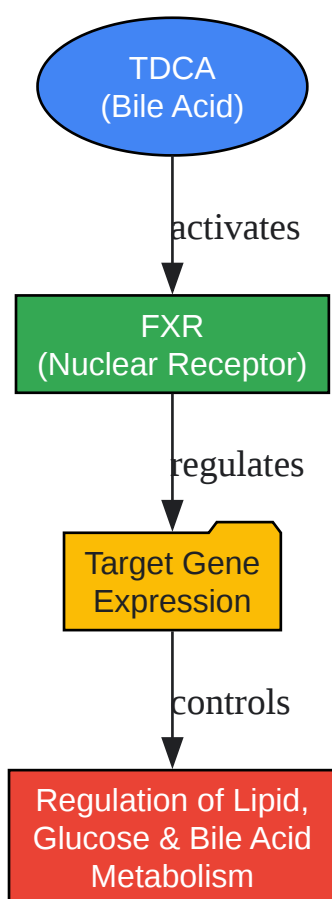 TDCA
(Bile Acid)
activates
FXR
(Nuclear Receptor)
regulates
Target Gene
Expression
controls
Regulation of Lipid,
Glucose & Bile Acid
Metabolism